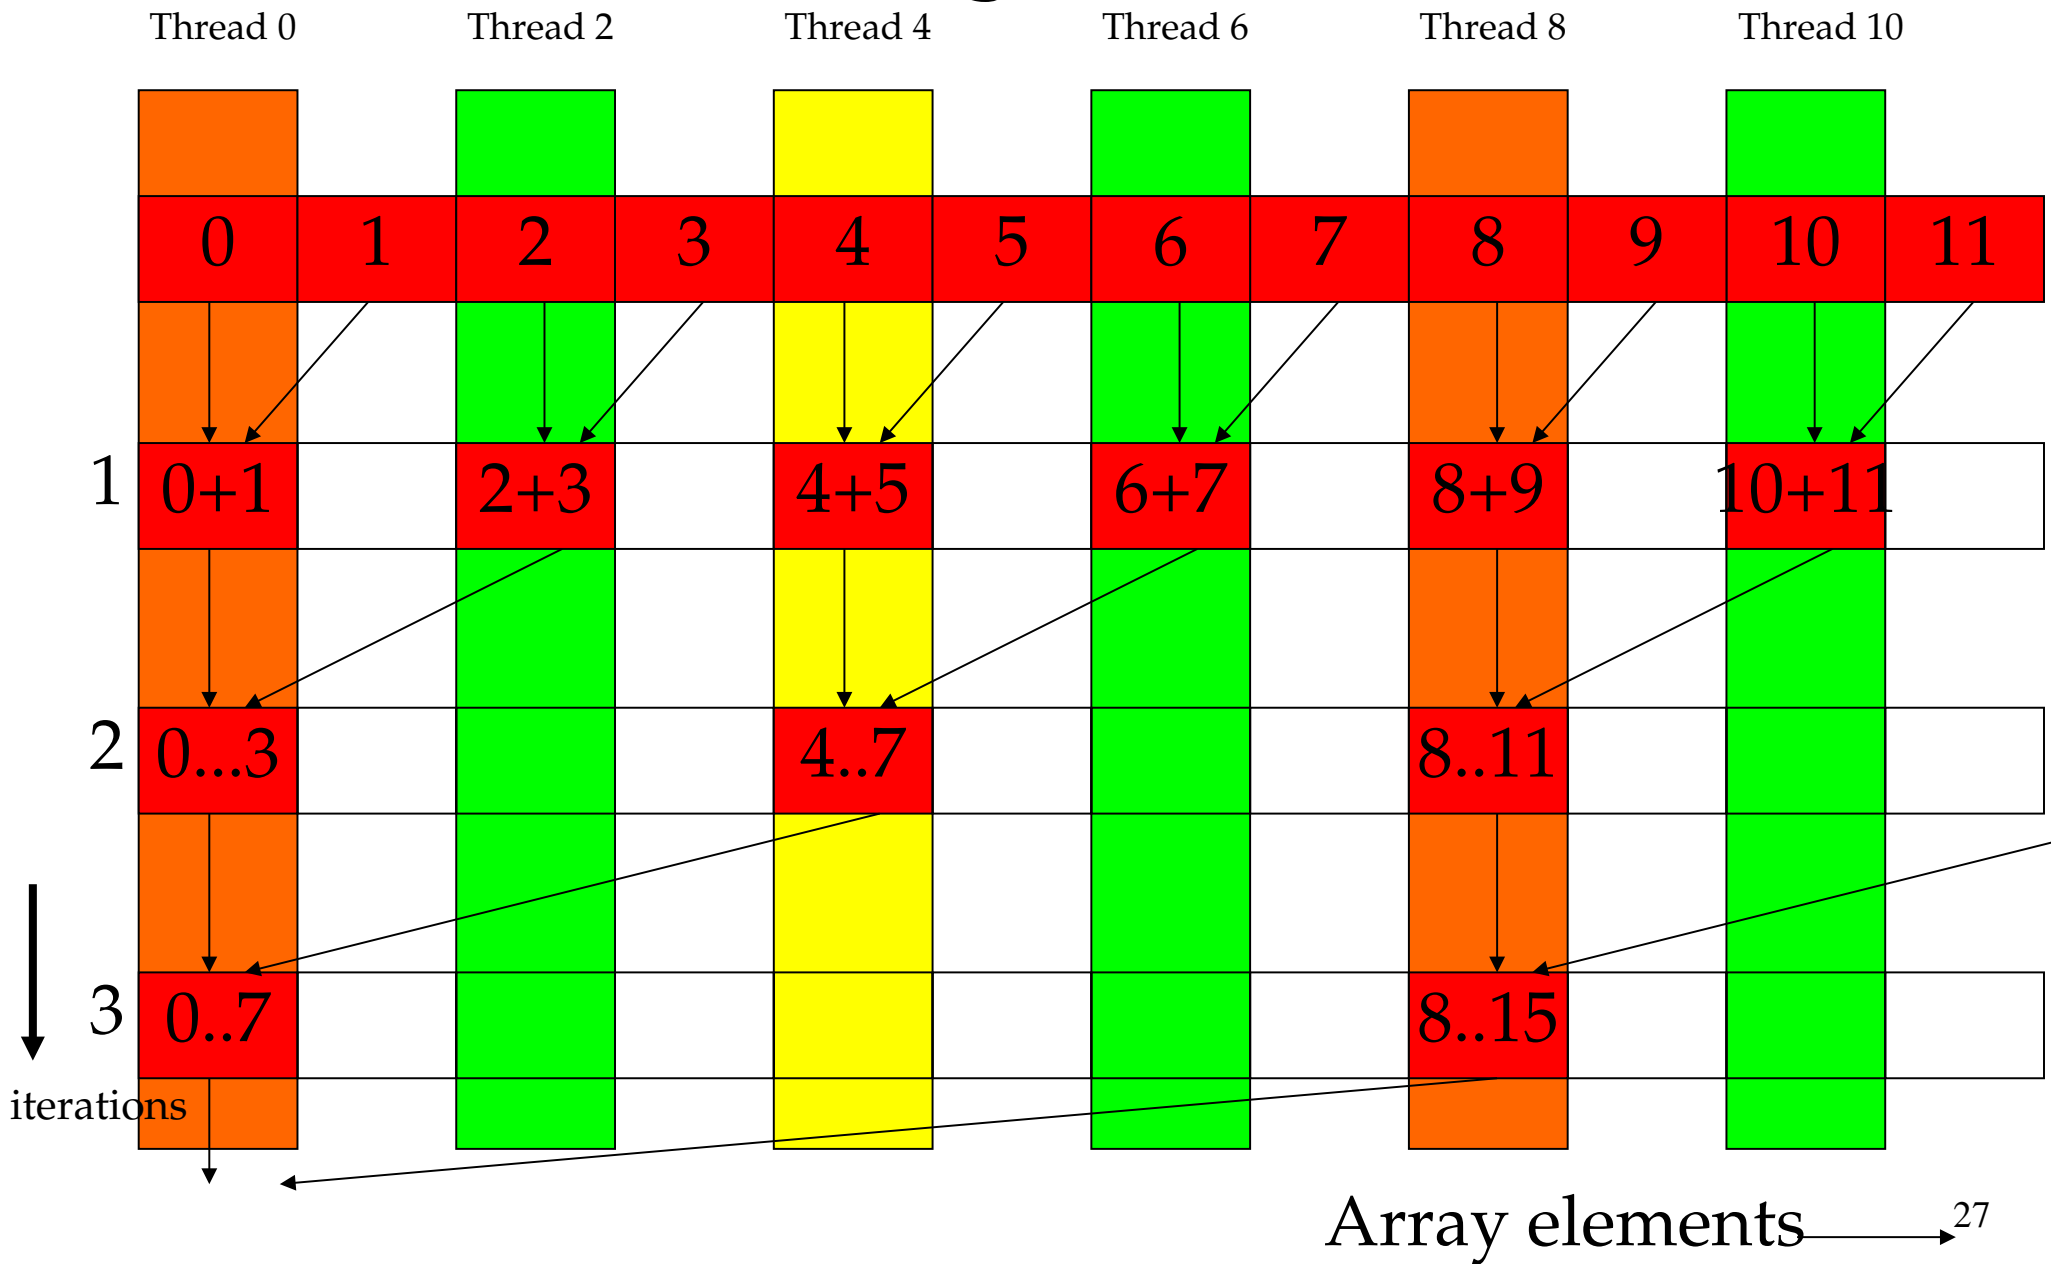 Thread 0 Thread 2 Thread 4 Thread 6 Thread 8 Thread 10
0 1 2 3 4 5 6 7 8 9 10 11
1 0+1 2+3 4+5 6+7 8+9 10+11
2 0...3 4..7 8..11
3 0..7 8..15
iterations
Array elements 27